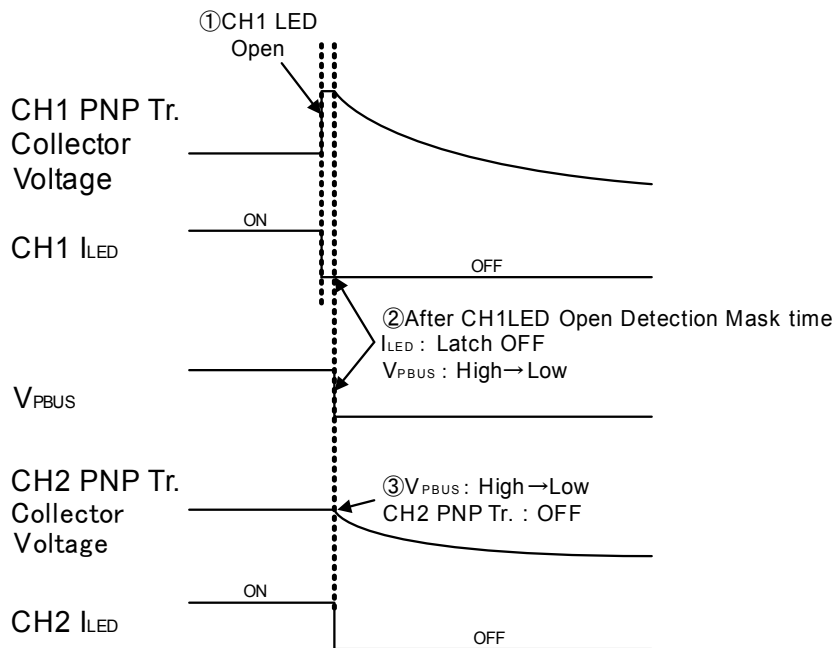 ①CH1 LED
Open
CH1 PNP Tr.
Collector
Voltage
ON
CH1 ILED
OFF
②After CH1LED Open Detection Mask time
ILED : Latch OFF
VPBUS : High→Low
VPBUS
CH2 PNP Tr.
Collector
Voltage
③VPBUS : High→Low
CH2 PNP Tr. : OFF
ON
CH2 ILED
OFF